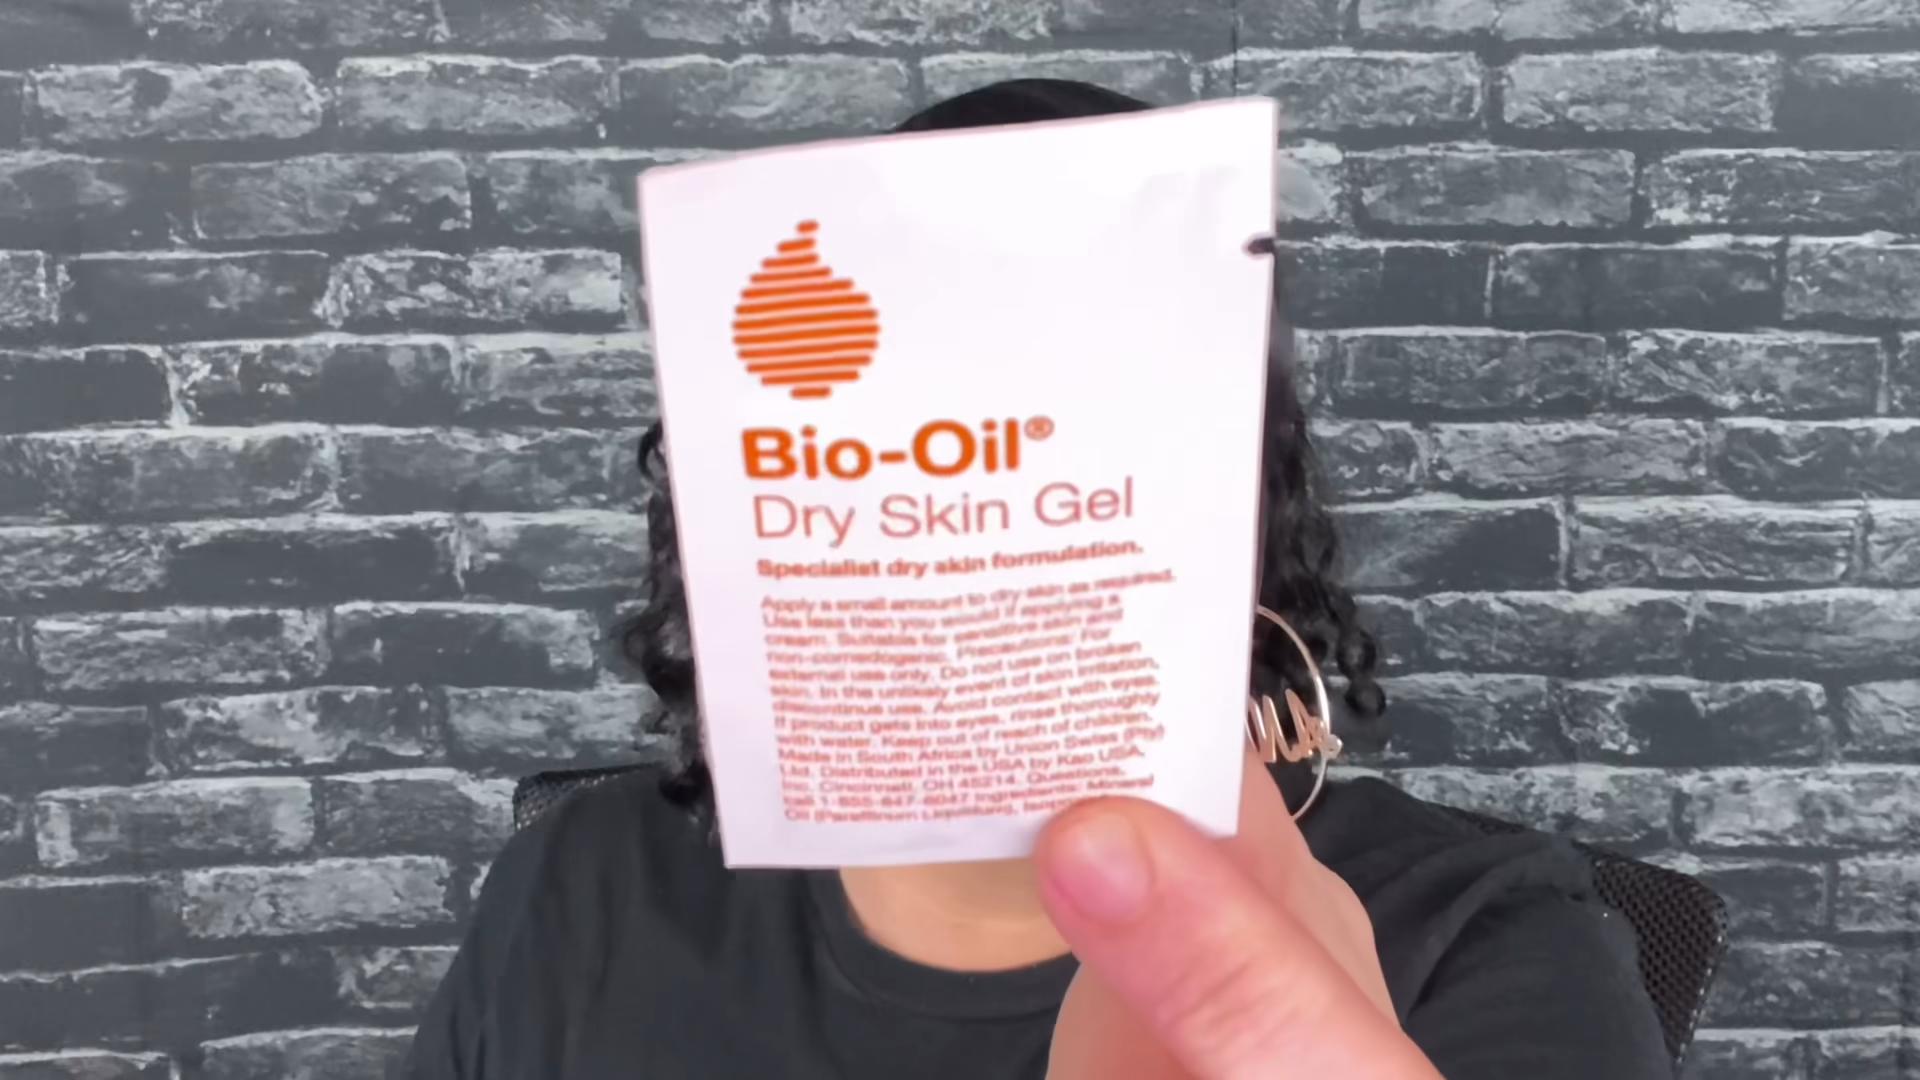 Bio-Oil®
Dry Skin Gel
Specialist dry skin formulation.
Apply a small amount to dry skin as required.
Use less than you would if applying a
cream. Suitable for sensitive skin and
non-comedogenic. Precautions: For
external use only. Do not use on broken
skin. In the unlikely event of skin irritation,
discontinue use. Avoid contact with eyes.
If product gets into eyes, rinse thoroughly
with water. Keep out of reach of children.
Made in South Africa by Union Swiss (Pty)
Ltd. Distributed in the USA by Kao USA
Inc. Cincinnati, OH 45214. Questions,
call 1-855-647-6047 Ingredients: Mineral
Oil (Paraffinum Liquidum),